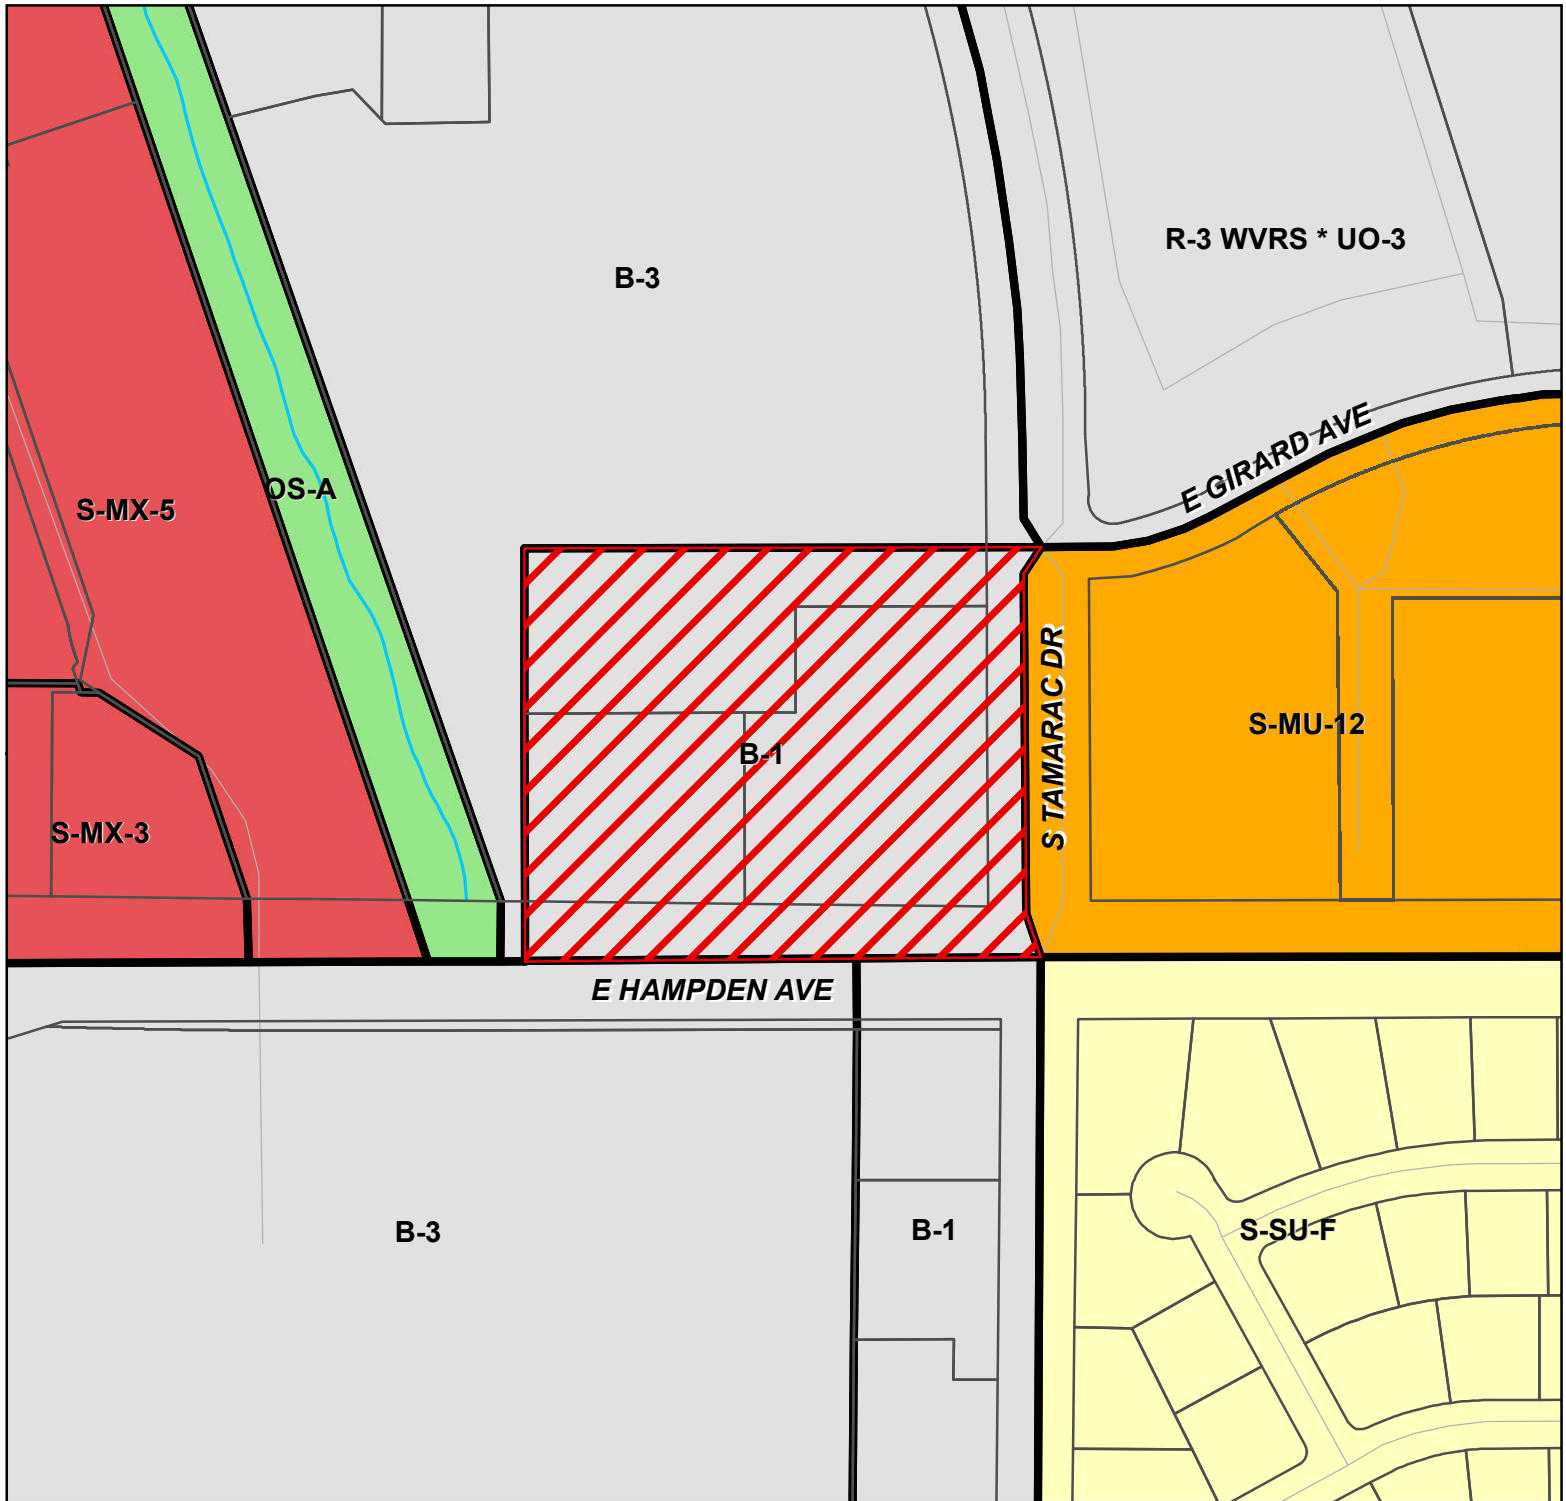 R-3 WVRS * UO-3
B-3
E GIRARD AVE
OS-A
S-MX-5
S TAMARAC DR
S-MU-12
B-1
S-MX-3
E HAMPDEN AVE
B-3
B-1
S-SU-F